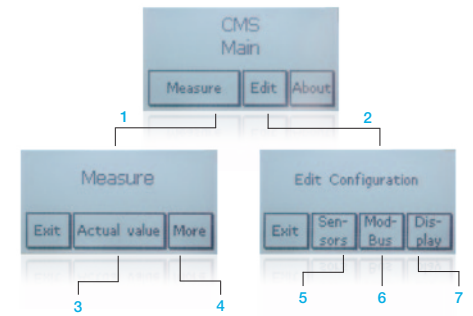 CMS
Main
Measure Edit About
1 2
Measure
Exit Actual value More
Edit Configuration
Exit Sen-
sors Mod-
Bus Dis-
play
3 4 5 6 7